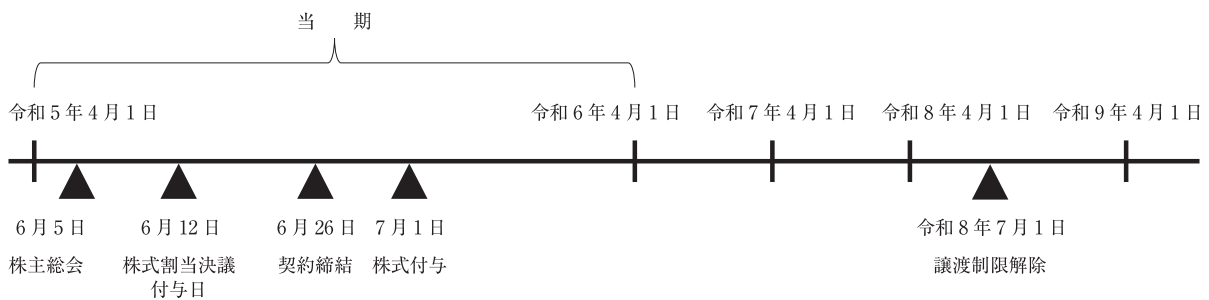 当　期
令和5年4月1日
令和6年4月1日
令和7年4月1日
令和8年4月1日
令和9年4月1日
6月5日
株主総会
6月12日
株式割当決議
付与日
6月26日
契約締結
7月1日
株式付与
令和8年7月1日
譲渡制限解除